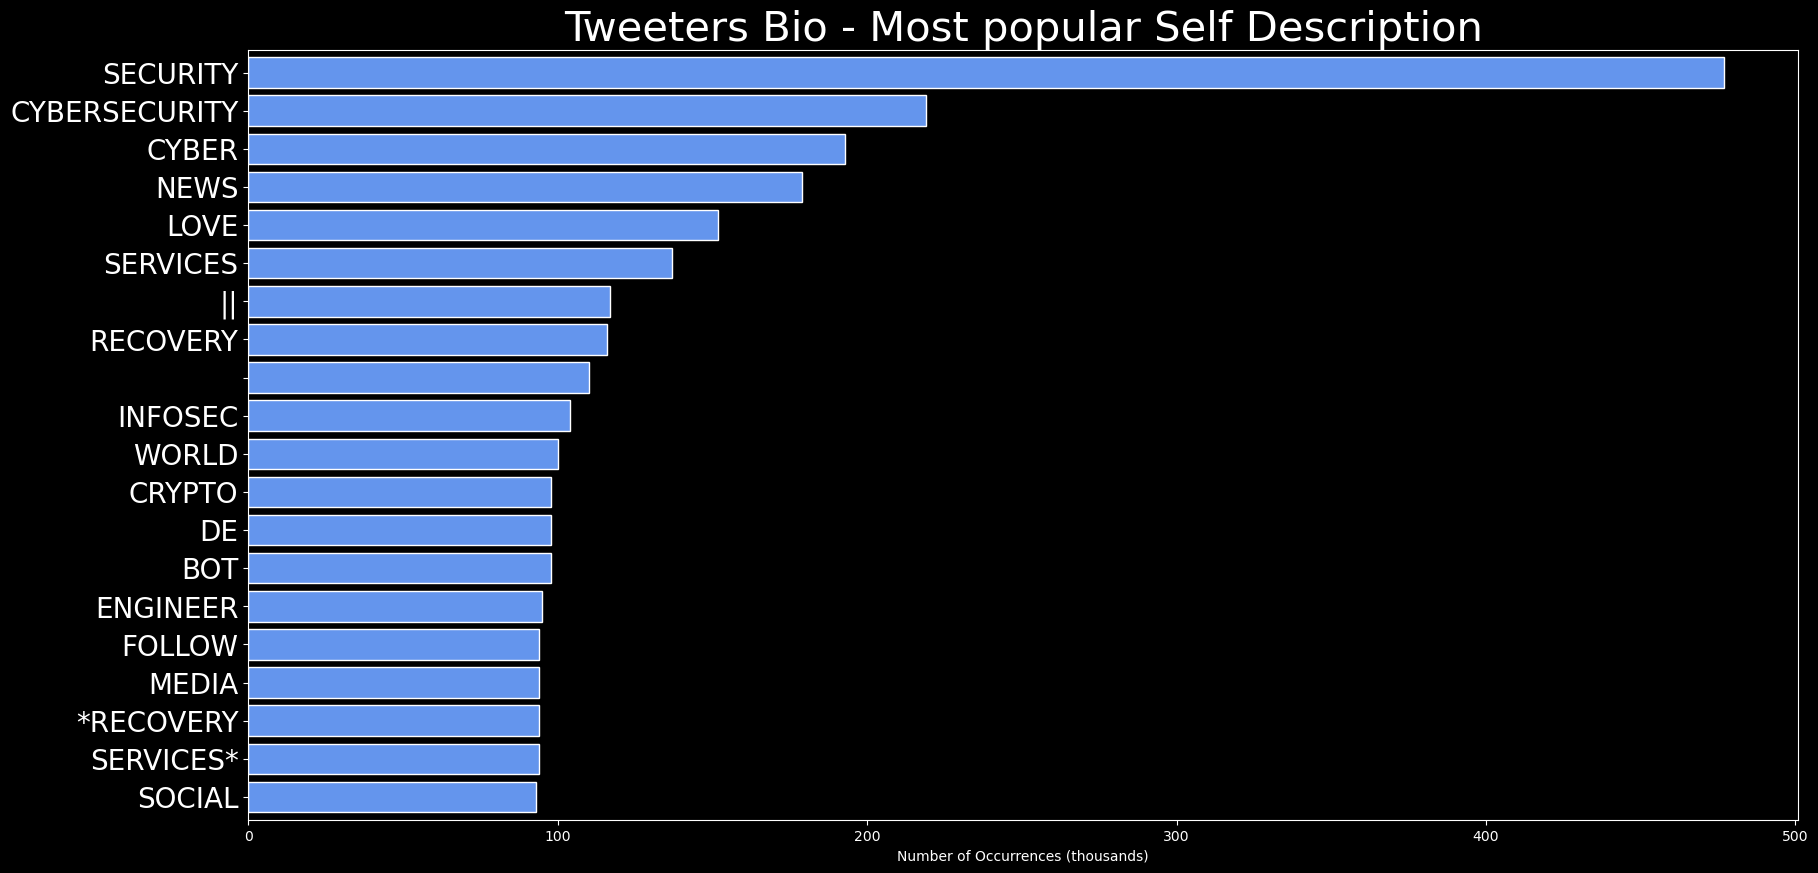 Tweeters Bio - Most popular Self Description
SECURITY
CYBERSECURITY
CYBER
NEWS
LOVE
SERVICES
||
RECOVERY
INFOSEC
WORLD
CRYPTO
DE
BOT
ENGINEER
FOLLOW
MEDIA
*RECOVERY
SERVICES*
SOCIAL
0 100 200 300 400 500
Number of Occurrences (thousands)